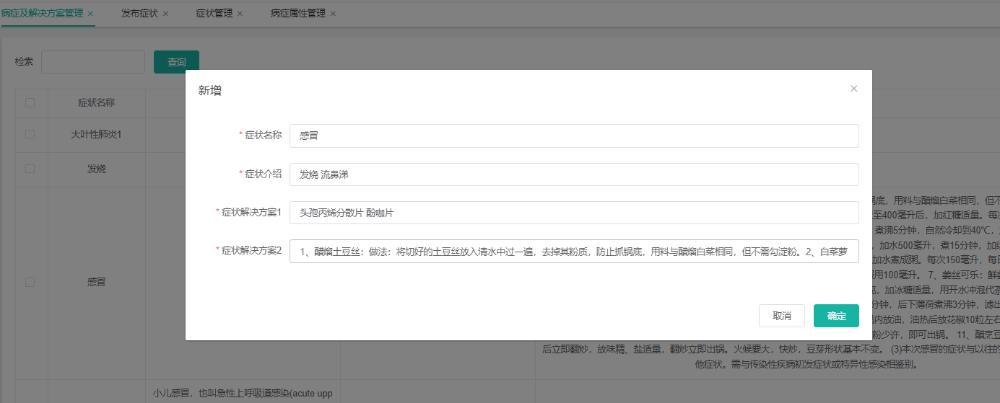 病症及解决方案管理 × 发布症状 × 症状管理 × 病症属性管理 ×
检索 查询
新增 ×
症状名称
大叶性肺炎1
发烧
感冒
* 症状名称 感冒
* 症状介绍 发烧 流鼻涕
* 症状解决方案1 头孢丙烯分散片 酚咖片
* 症状解决方案2 1、醋熘土豆丝：做法：将切好的土豆丝放入清水中过一遍，去掉其粉质，防止抓锅底，用料与醋熘白菜相同，但不需勾淀粉。2、白菜萝
取消 确定
锅底，用料与醋熘白菜相同，但不
至400毫升后，加红糖适量。每
煮沸5分钟，自然冷却到40℃，
加水500毫升，煮15分钟，加
加水煮成粥。每次150毫升，每
用100毫升。 7、姜丝可乐：鲜
加冰糖适量，用开水冲泡代茶
分钟，后下薄荷煮沸3分钟，滤出
锅内放油，油热后放花椒10粒左右
粉少许，即可出锅。 11、醋烹豆
后立即翻炒，放味精、盐适量，翻炒立即出锅。火候要大，快炒，豆芽形状基本不变。 (3)本次感冒的症状与以往的
他症状。需与传染性疾病初发症状或特异性感染相鉴别。
小儿感冒，也叫急性上呼吸道感染(acute upp